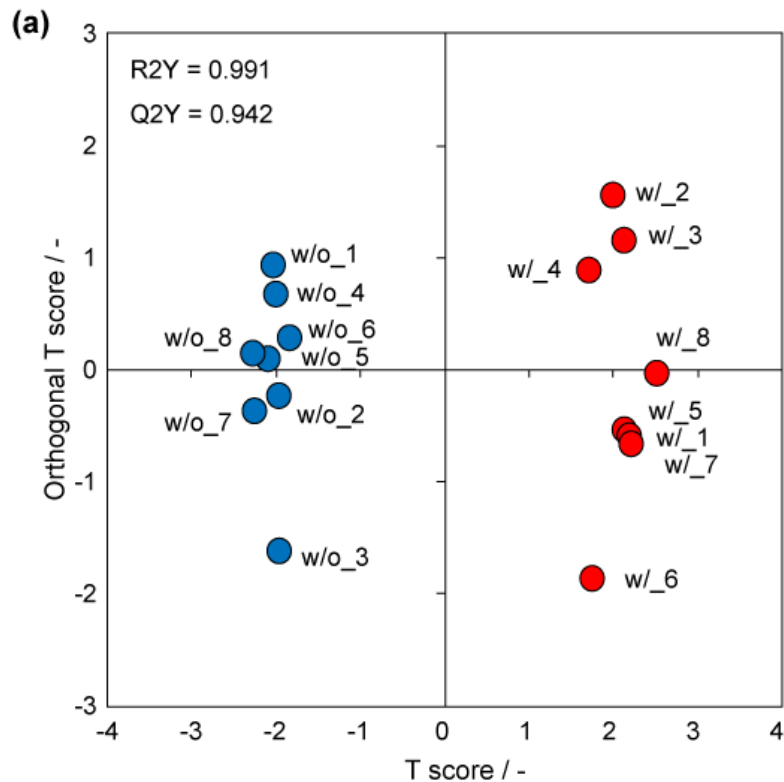 (a)
R2Y = 0.991
Q2Y = 0.942
3
2
1
0
-1
-2
-3
Orthogonal T score / -
w/_2
w/_3
w/_4
w/o_1
w/o_4
w/o_6
w/o_8
w/o_5
w/_8
w/o_2
w/o_7
w/_5
w/_1
w/_7
w/o_3
w/_6
-4 -3 -2 -1 0 1 2 3 4
T score / -